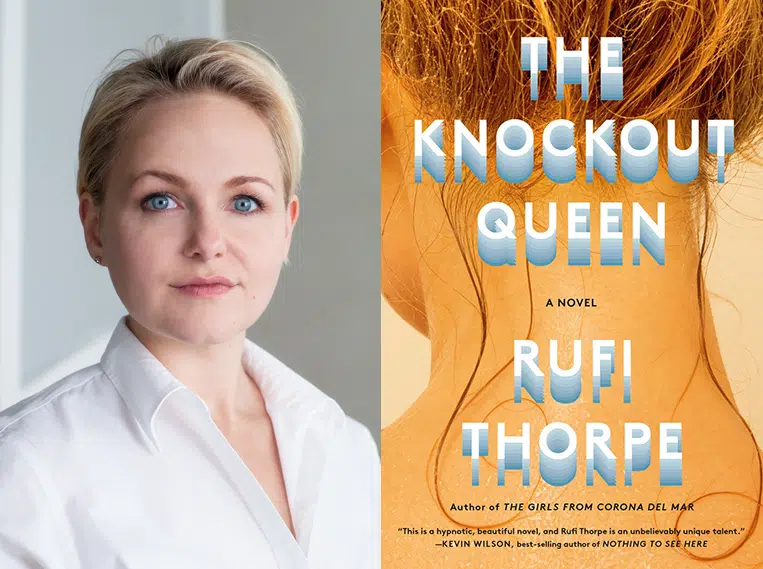 THE
KNOCKOUT
QUEEN
A NOVEL
RUFI
THORPE
Author of THE GIRLS FROM CORONA DEL MAR
“This is a hypnotic, beautiful novel, and Rufi Thorpe is an unbelievably unique talent.”
—KEVIN WILSON, best-selling author of NOTHING TO SEE HERE